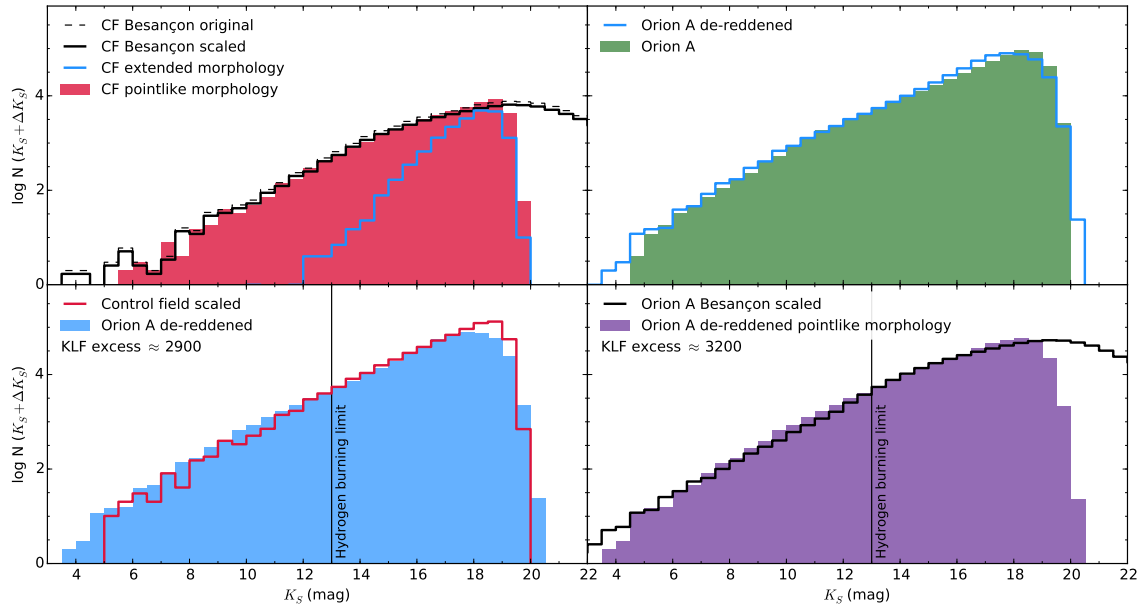 CF Besançon original
CF Besançon scaled
CF extended morphology
CF pointlike morphology
log N (K_S + ΔK_S)
4
2
0
Orion A de-reddened
Orion A
Control field scaled
Orion A de-reddened
KLF excess ≈ 2900
Hydrogen burning limit
log N (K_S + ΔK_S)
4
2
0
4 6 8 10 12 14 16 18 20 22
K_S (mag)
Orion A Besançon scaled
Orion A de-reddened pointlike morphology
KLF excess ≈ 3200
Hydrogen burning limit
4 6 8 10 12 14 16 18 20 22
K_S (mag)